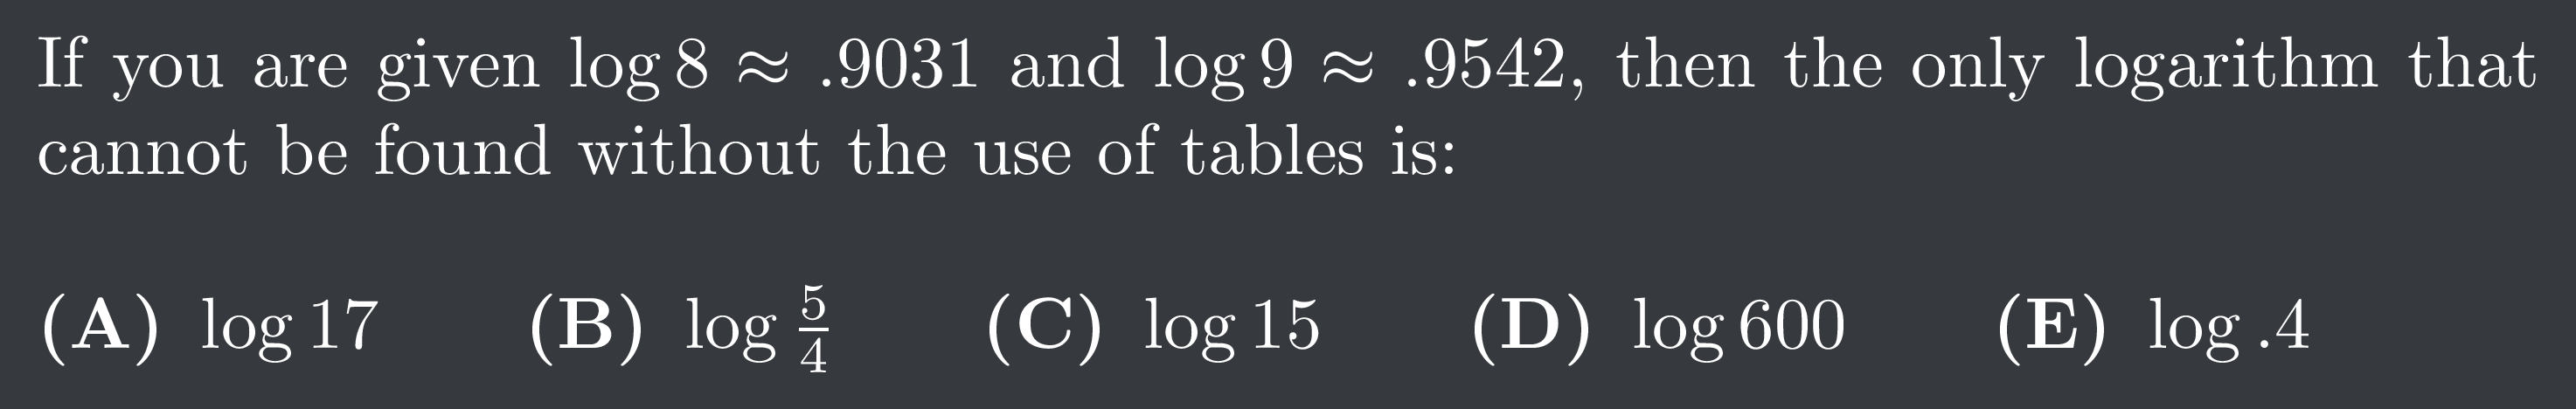 If you are given log 8 ≈ .9031 and log 9 ≈ .9542, then the only logarithm that
cannot be found without the use of tables is:
(A) log 17 (B) log 5/4 (C) log 15 (D) log 600 (E) log .4